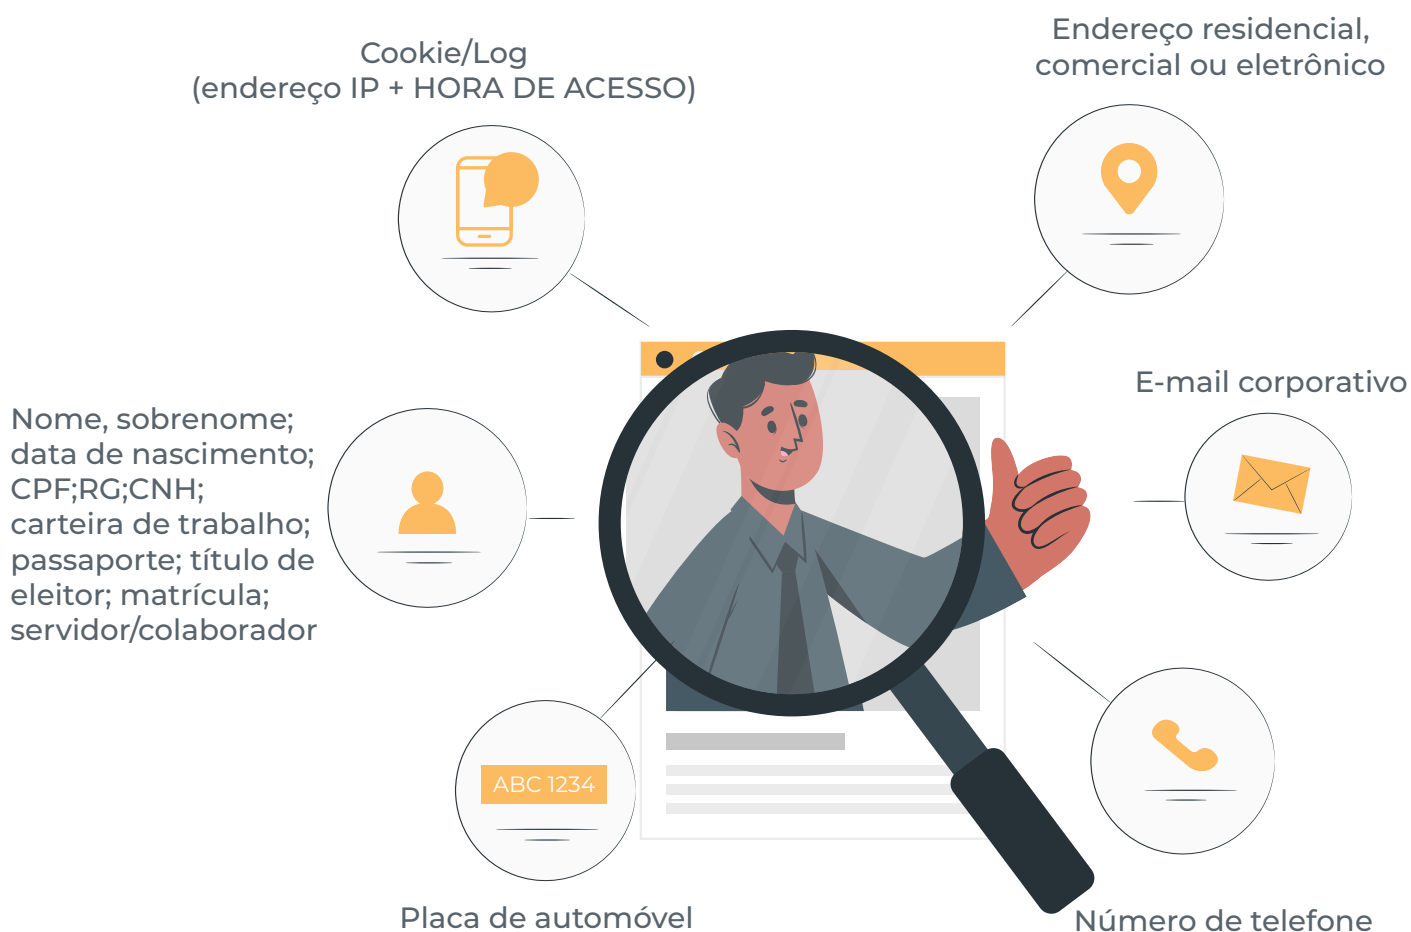 Cookie/Log
(endereço IP + HORA DE ACESSO)
Endereço residencial,
comercial ou eletrônico
E-mail corporativo
Nome, sobrenome;
data de nascimento;
CPF;RG;CNH;
carteira de trabalho;
passaporte; título de
eleitor; matrícula;
servidor/colaborador
ABC 1234
Placa de automóvel
Número de telefone